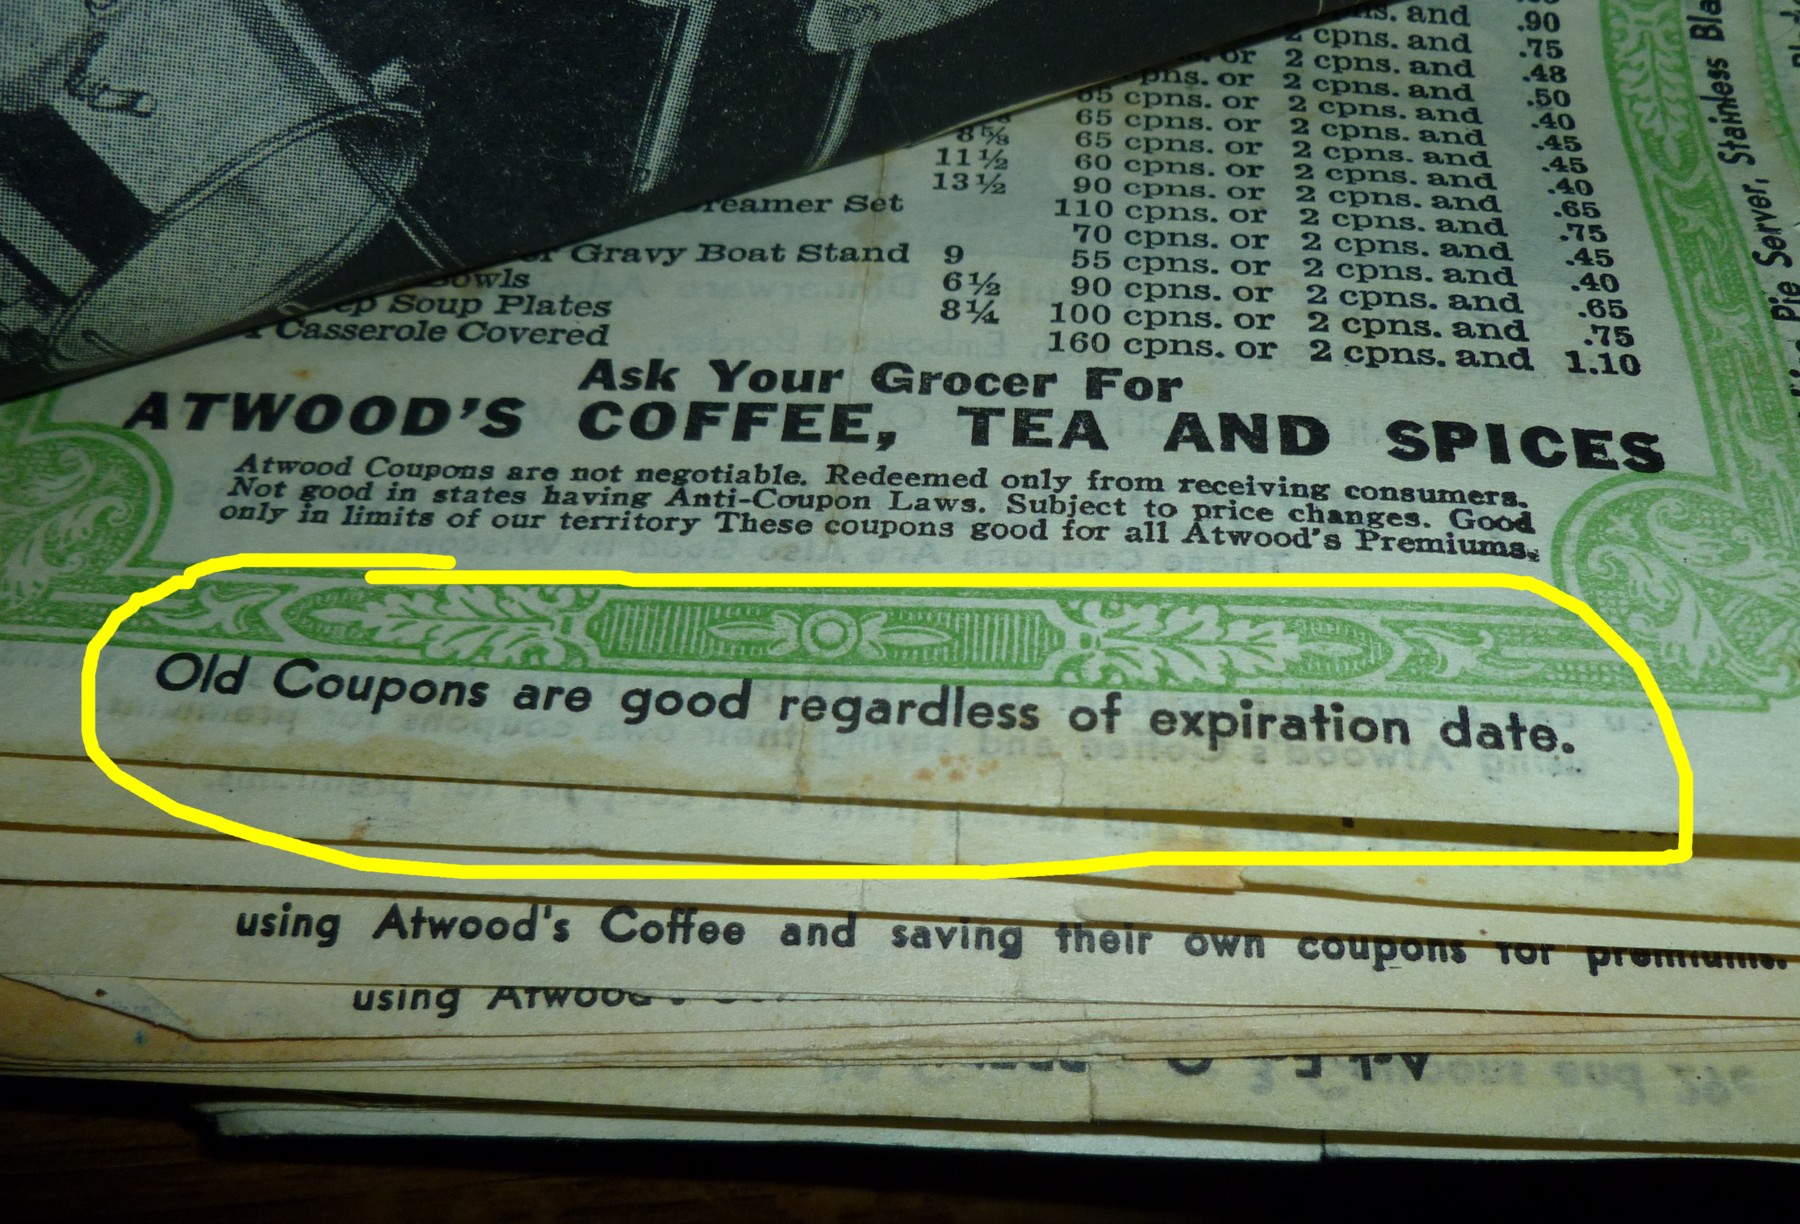 and .90
2 cpns. and .75
or 2 cpns. and .48
cpns. or 2 cpns. and .50
65 cpns. or 2 cpns. and .40
8⅝ 65 cpns. or 2 cpns. and .45
11½ 65 cpns. or 2 cpns. and .45
13½ 60 cpns. or 2 cpns. and .40
90 cpns. or 2 cpns. and .65
Creamer Set 110 cpns. or 2 cpns. and .75
70 cpns. or 2 cpns. and .45
or Gravy Boat Stand 9 55 cpns. or 2 cpns. and .40
Bowls 6½ 90 cpns. or 2 cpns. and .65
Deep Soup Plates 8¼ 100 cpns. or 2 cpns. and .75
Casserole Covered 160 cpns. or 2 cpns. and 1.10
Ask Your Grocer For
ATWOOD'S COFFEE, TEA AND SPICES
Atwood Coupons are not negotiable. Redeemed only from receiving consumers.
Not good in states having Anti-Coupon Laws. Subject to price changes. Good
only in limits of our territory These coupons good for all Atwood's Premiums.
Old Coupons are good regardless of expiration date.
using Atwood's Coffee and saving their own coupons for premiums.
using Atwood's
Pie Server, Stainless